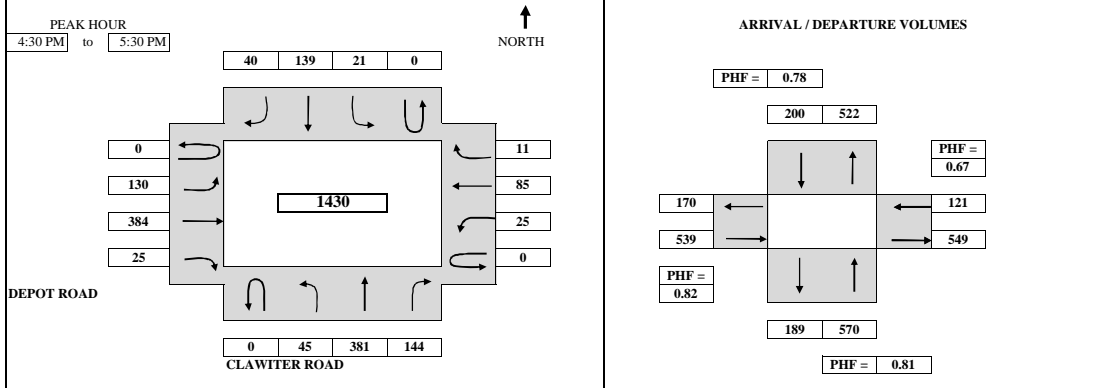 PEAK HOUR
4:30 PM to 5:30 PM
NORTH
40 139 21 0
0
130
384
25
1430
11
85
25
0
DEPOT ROAD
0 45 381 144
CLAWITER ROAD
ARRIVAL / DEPARTURE VOLUMES
PHF = 0.78
200 522
PHF =
0.67
170
539
121
549
PHF =
0.82
189 570
PHF = 0.81